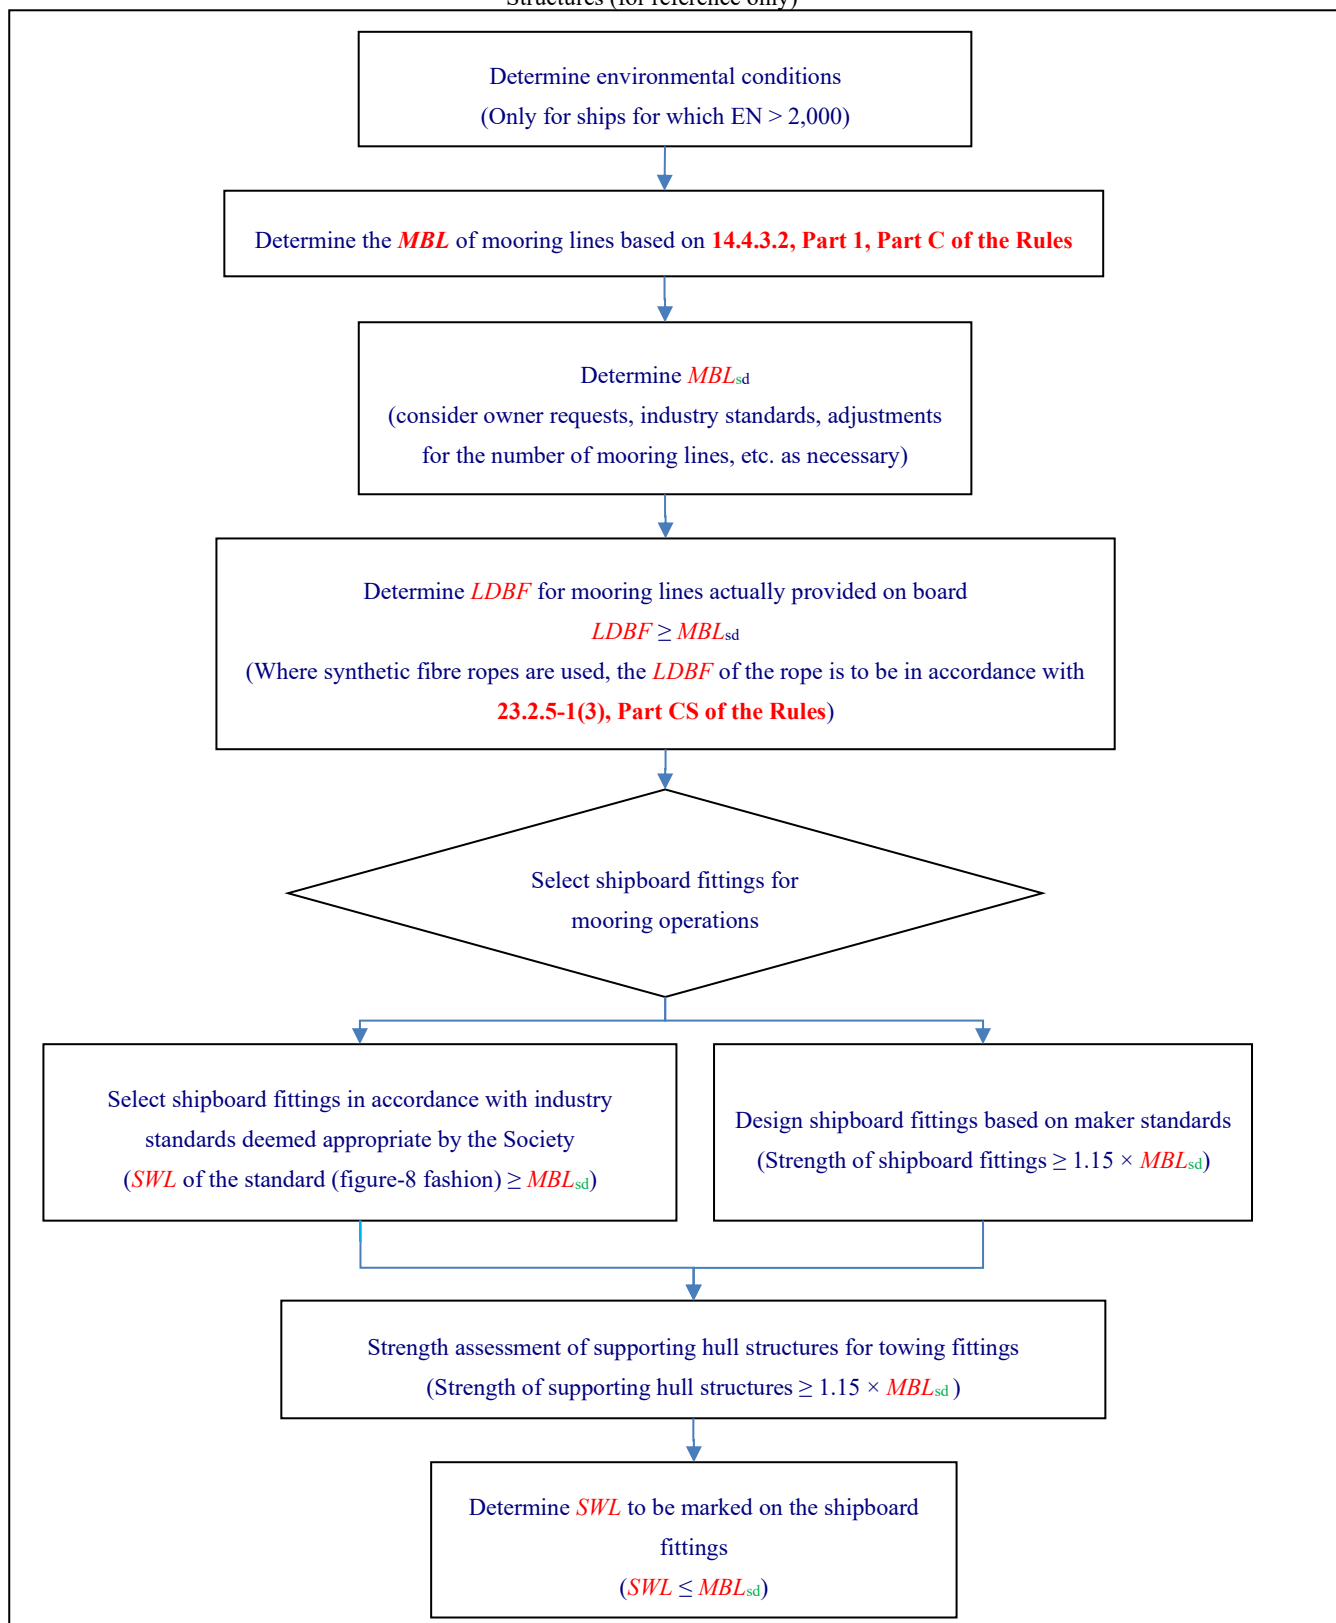 Structures (for reference only)
Determine environmental conditions
(Only for ships for which EN > 2,000)
Determine the MBL of mooring lines based on 14.4.3.2, Part 1, Part C of the Rules
Determine MBLsd
(consider owner requests, industry standards, adjustments
for the number of mooring lines, etc. as necessary)
Determine LDBF for mooring lines actually provided on board
LDBF ≥ MBLsd
(Where synthetic fibre ropes are used, the LDBF of the rope is to be in accordance with
23.2.5-1(3), Part CS of the Rules)
Select shipboard fittings for
mooring operations
Select shipboard fittings in accordance with industry
standards deemed appropriate by the Society
(SWL of the standard (figure-8 fashion) ≥ MBLsd)
Design shipboard fittings based on maker standards
(Strength of shipboard fittings ≥ 1.15 × MBLsd)
Strength assessment of supporting hull structures for towing fittings
(Strength of supporting hull structures ≥ 1.15 × MBLsd )
Determine SWL to be marked on the shipboard
fittings
(SWL ≤ MBLsd)